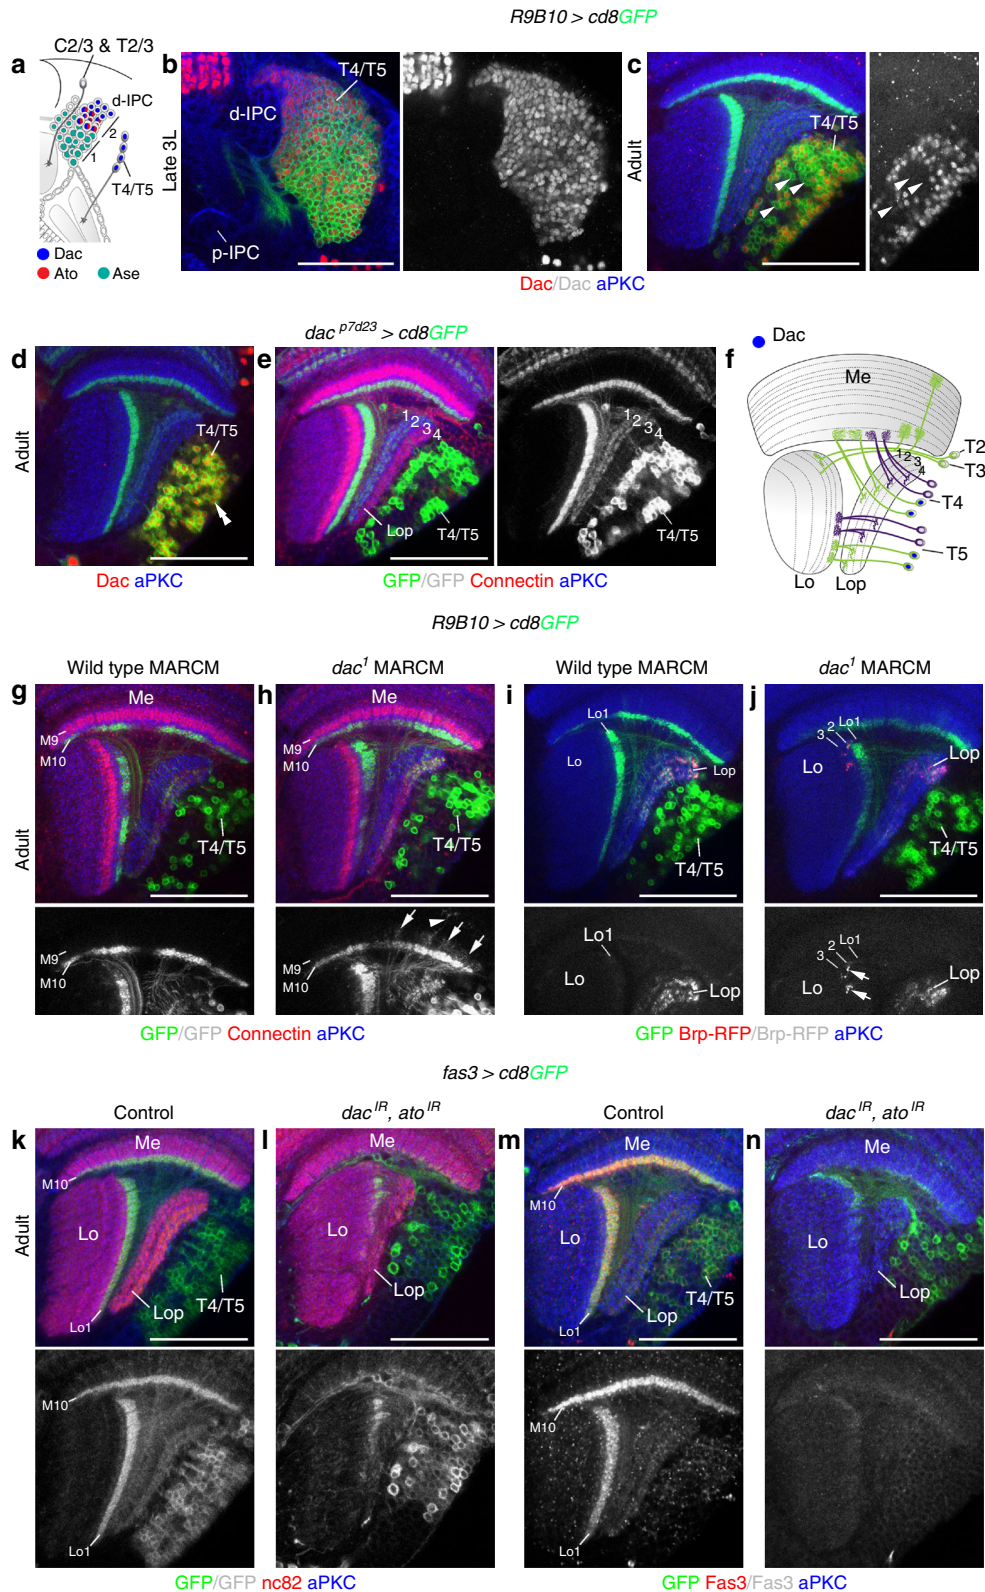 R9B10 > cd8GFP
a
C2/3 & T2/3
d-IPC
2
1
T4/T5
Dac
Ato
Ase
b
Late 3L
d-IPC
T4/T5
p-IPC
c
Adult
T4/T5
Dac/Dac aPKC
dac p7d23 > cd8GFP
d
Adult
T4/T5
Dac aPKC
e
1 2 3 4
Lop
T4/T5
1 2 3 4
T4/T5
GFP/GFP Connectin aPKC
f
Dac
Me
1 2 3 4
T2
T3
T4
T5
Lo
Lop
R9B10 > cd8GFP
Wild type MARCM
dac1 MARCM
Wild type MARCM
dac1 MARCM
g
Adult
Me
M9
M10
T4/T5
M9
M10
h
Me
M9
M10
T4/T5
M9
M10
GFP/GFP Connectin aPKC
i
Lo1
Lo
Lop
T4/T5
Lo1
Lo
Lop
j
3 2 Lo1
Lo
Lop
T4/T5
3 2 Lo1
Lo
Lop
GFP Brp-RFP/Brp-RFP aPKC
fas3 > cd8GFP
Control
dac IR, ato IR
Control
dac IR, ato IR
k
Adult
Me
M10
Lo
Lop
T4/T5
Lo1
M10
Lo1
l
Me
Lo
Lop
GFP/GFP nc82 aPKC
m
Me
M10
Lo
Lop
T4/T5
Lo1
M10
Lo1
n
Me
Lo
Lop
GFP Fas3/Fas3 aPKC